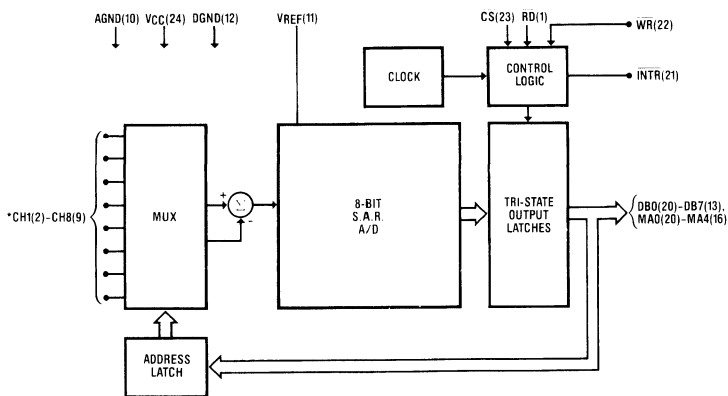 AGND(10) VCC(24) DGND(12) VREF(11) CS(23) RD(1) WR(22)
CLOCK
CONTROL
LOGIC
INTR(21)
*CH1(2)-CH8(9)
MUX
+
Σ
-
8-BIT
S.A.R.
A/D
TRI-STATE
OUTPUT
LATCHES
DB0(20)-DB7(13),
MA0(20)-MA4(16)
ADDRESS
LATCH